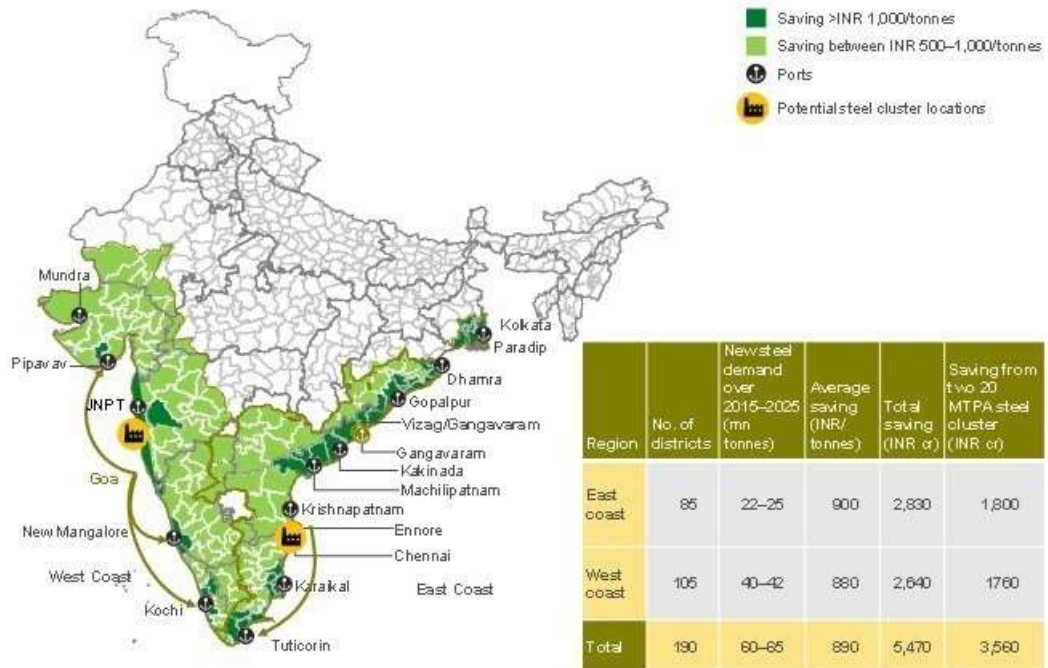 Saving >INR 1,000/tonnes
Saving between INR 500–1,000/tonnes
Ports
Potential steel cluster locations
Mundra
Pipavav
JNPT
Goa
New Mangalore
West Coast
Kochi
Kolkata
Paradip
Dhamra
Gopalpur
Vizag/Gangavaram
Gangavaram
Kakinada
Machilipatnam
Krishnapatnam
Ennore
Chennai
Karaikal
East Coast
Tuticorin
Region
No. of
districts
New steel
demand
over
2015–2025
(mn
tonnes)
Average
saving
(INR/
tonnes)
Total
saving
(INR cr)
Saving from
two 20
MTPA steel
cluster
(INR cr)
East
coast
85
22–25
900
2,830
1,800
West
coast
105
40–42
880
2,640
1760
Total
190
60–65
890
5,470
3,560